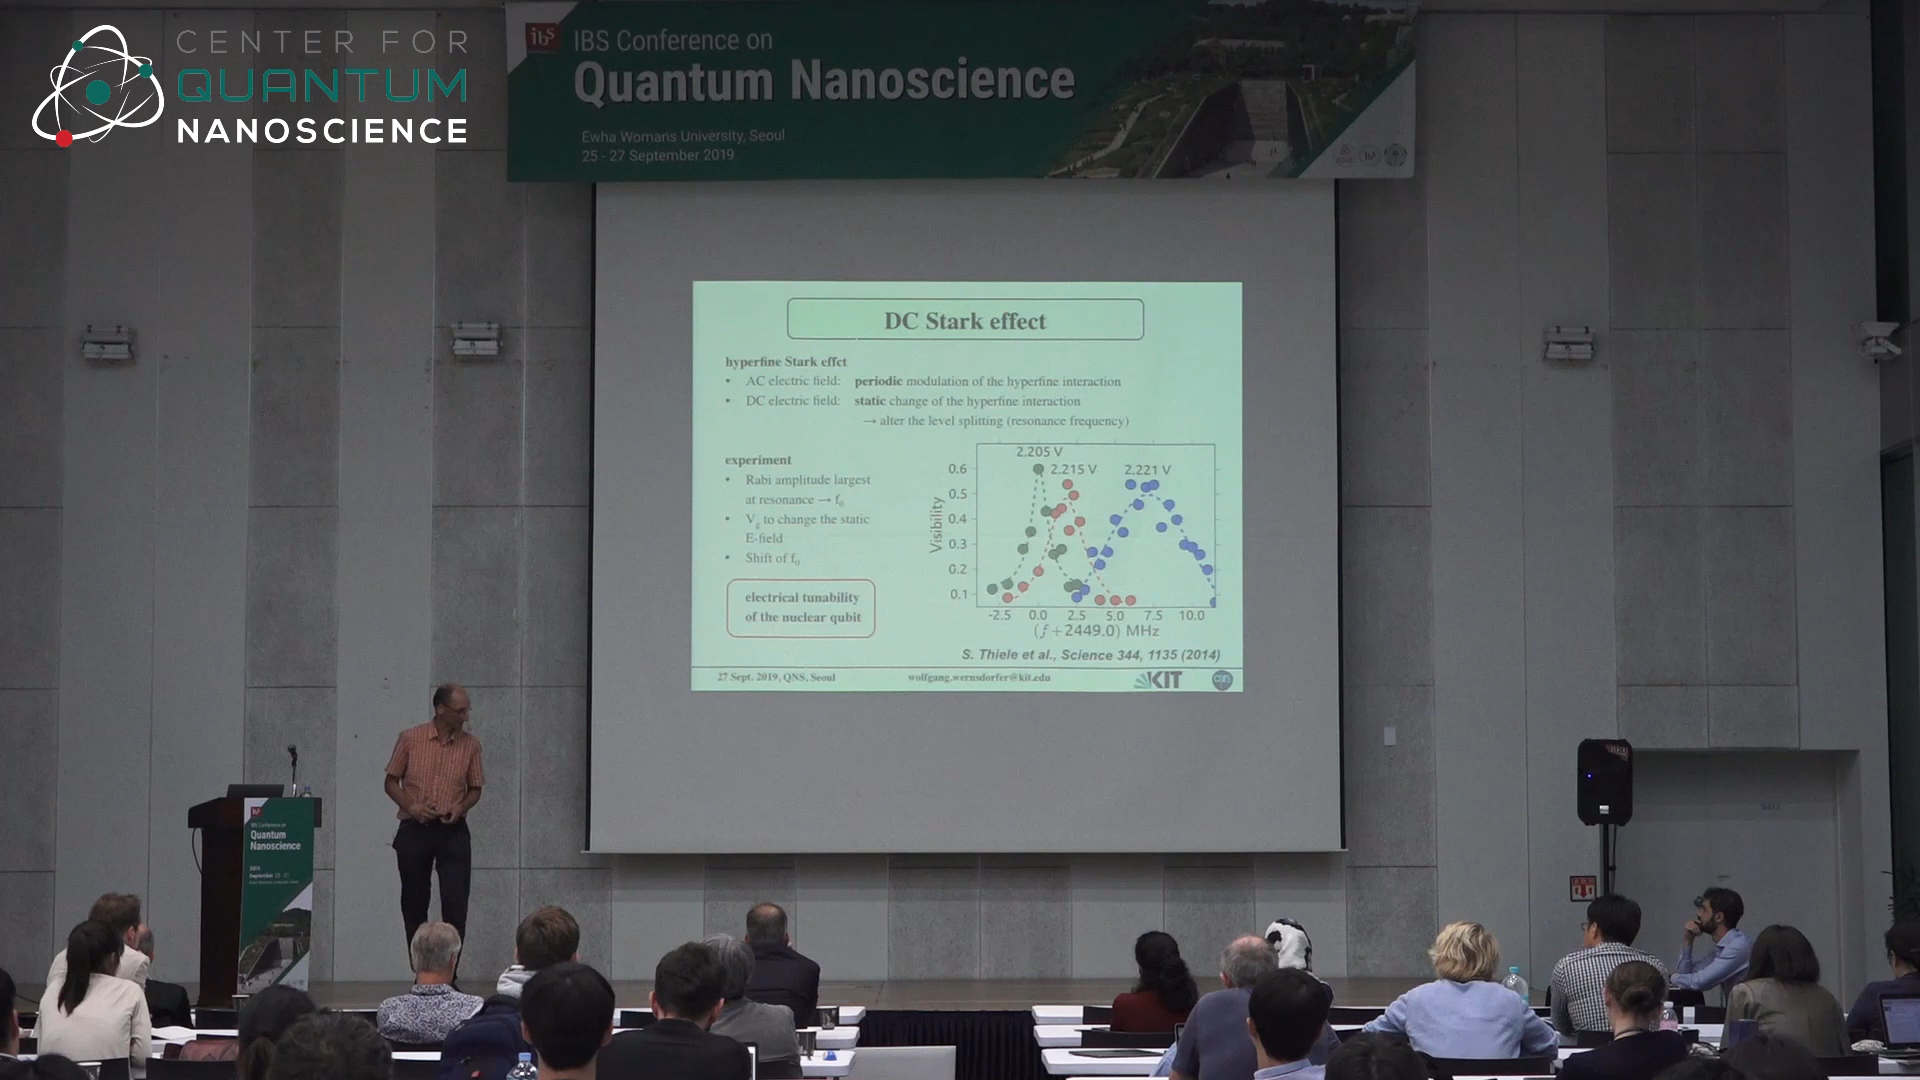 CENTER FOR
QUANTUM
NANOSCIENCE
ibs
IBS Conference on
Quantum Nanoscience
Ewha Womans University, Seoul
25 - 27 September 2019
DC Stark effect
hyperfine Stark effct
• AC electric field: periodic modulation of the hyperfine interaction
• DC electric field: static change of the hyperfine interaction
→ alter the level splitting (resonance frequency)
experiment
• Rabi amplitude largest
at resonance → f0
• Vg to change the static
E-field
• Shift of f0
electrical tunability
of the nuclear qubit
2.205 V
2.215 V
2.221 V
Visibility
0.6
0.5
0.4
0.3
0.2
0.1
-2.5 0.0 2.5 5.0 7.5 10.0
(f+2449.0) MHz
S. Thiele et al., Science 344, 1135 (2014)
27 Sept. 2019, QNS, Seoul
wolfgang.wernsdorfer@kit.edu
KIT
IBS Conference on
Quantum
Nanoscience